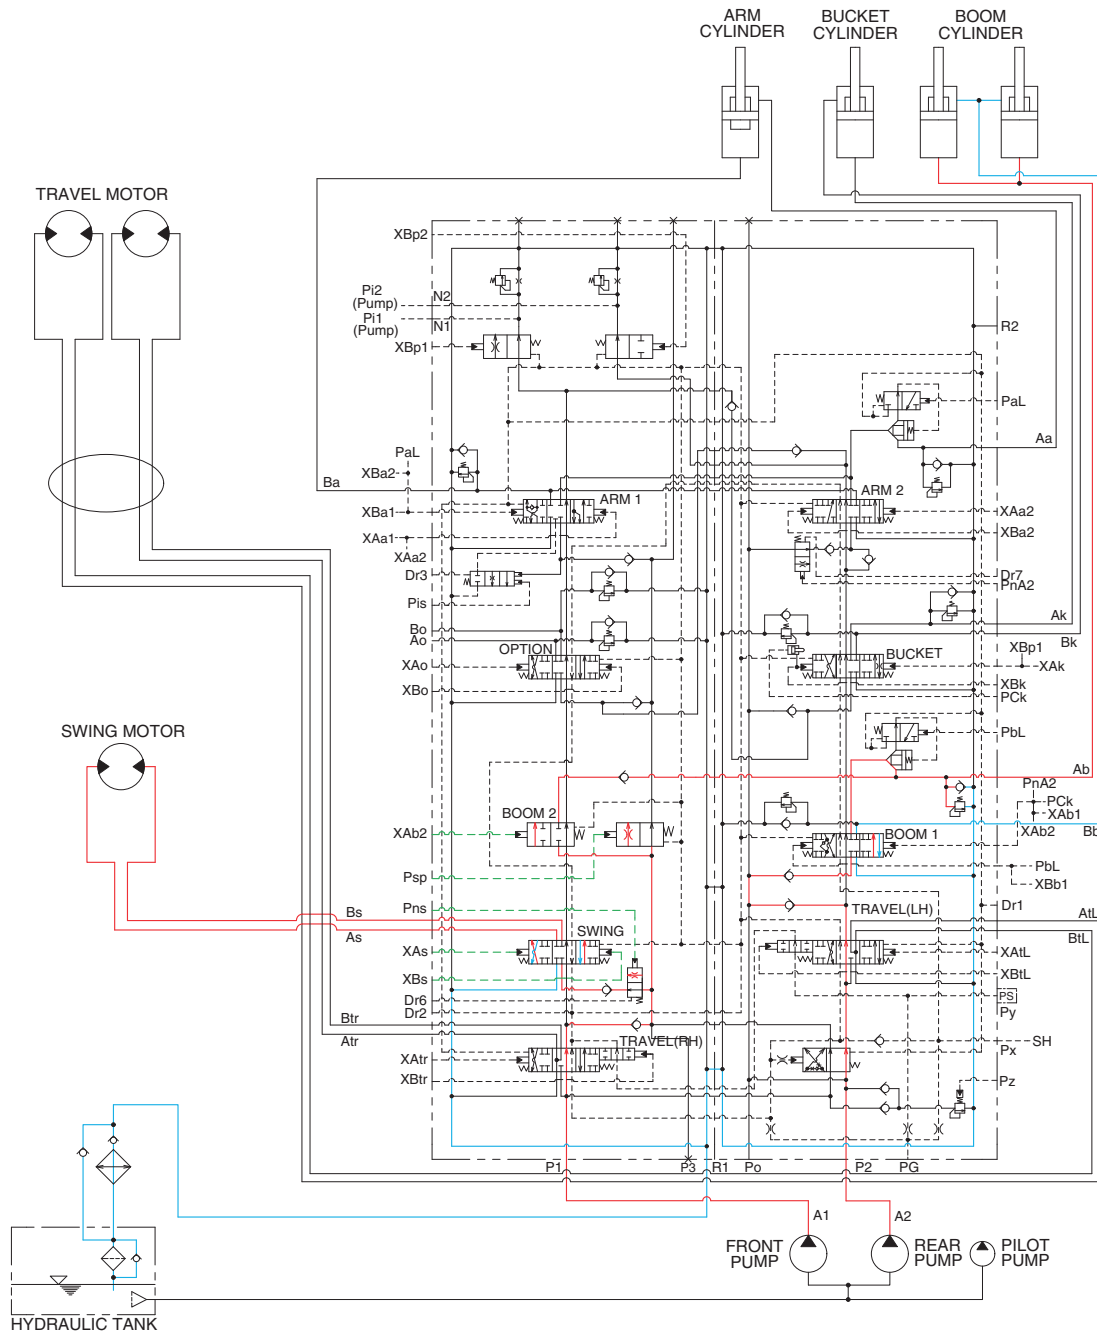 ARM
CYLINDER
BUCKET
CYLINDER
BOOM
CYLINDER
TRAVEL MOTOR
XBp2
Pi2
(Pump)
N2
Pi1
(Pump)
N1
XBp1
R2
PaL
Aa
PaL
XBa2
Ba
XBa1
XAa1
XAa2
ARM 1
ARM 2
XAa2
XBa2
Dr3
Pis
Dr7
PnA2
Bo
Ao
Ak
Bk
OPTION
XAo
XBo
BUCKET
XBp1
XAk
XBk
PCk
PbL
SWING MOTOR
Ab
PnA2
PCk
XAb1
XAb2
Bb
BOOM 2
XAb2
Psp
BOOM 1
PbL
XBb1
Pns
Dr1
Bs
As
TRAVEL(LH)
AtL
BtL
SWING
XAs
XBs
XAtL
XBtL
Dr6
Dr2
PS
Py
Btr
Atr
TRAVEL(RH)
SH
Px
XAtr
XBtr
Pz
P1
P3
R1
Po
P2
PG
A1
A2
FRONT
PUMP
REAR
PUMP
PILOT
PUMP
HYDRAULIC TANK